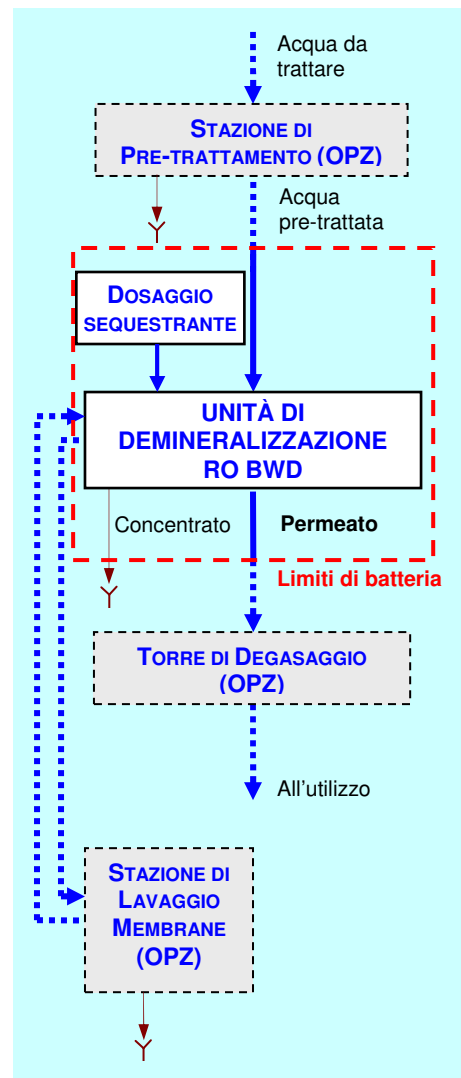 Acqua da
trattare
STAZIONE DI
PRE-TRATTAMENTO (OPZ)
Acqua
pre-trattata
DOSAGGIO
SEQUESTRANTE
UNITÀ DI
DEMINERALIZZAZIONE
RO BWD
Concentrato
Permeato
Limiti di batteria
TORRE DI DEGASAGGIO
(OPZ)
All'utilizzo
STAZIONE DI
LAVAGGIO
MEMBRANE
(OPZ)